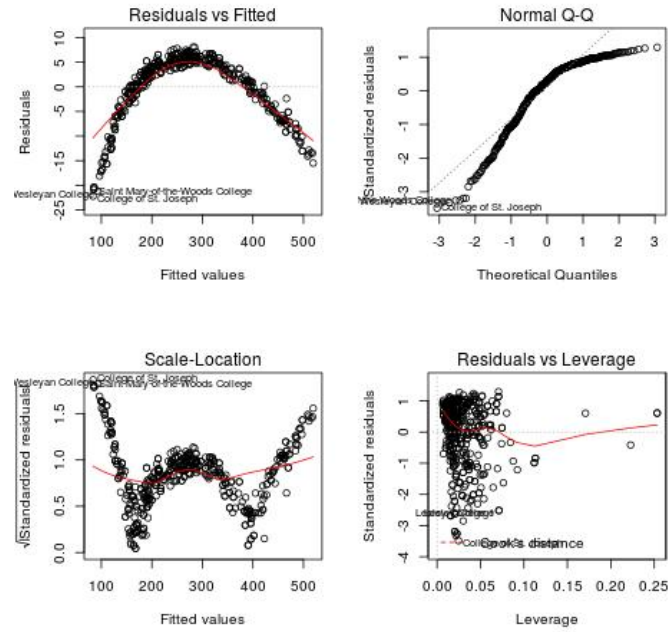 Residuals vs Fitted
Residuals
10
5
0
-5
-15
-25
Wesleyan College
Saint Mary-of-the-Woods College
College of St. Joseph
100 200 300 400 500
Fitted values
Normal Q-Q
Standardized residuals
1
0
-1
-2
-3
Wesleyan College
College of St. Joseph
-3 -2 -1 0 1 2 3
Theoretical Quantiles
Scale-Location
√|Standardized residuals|
1.5
1.0
0.5
0.0
Wesleyan College
College of St. Joseph
Saint Mary-of-the-Woods College
100 200 300 400 500
Fitted values
Residuals vs Leverage
Standardized residuals
1
0
-1
-2
-3
-4
Cook's distance
0.00 0.05 0.10 0.15 0.20 0.25
Leverage